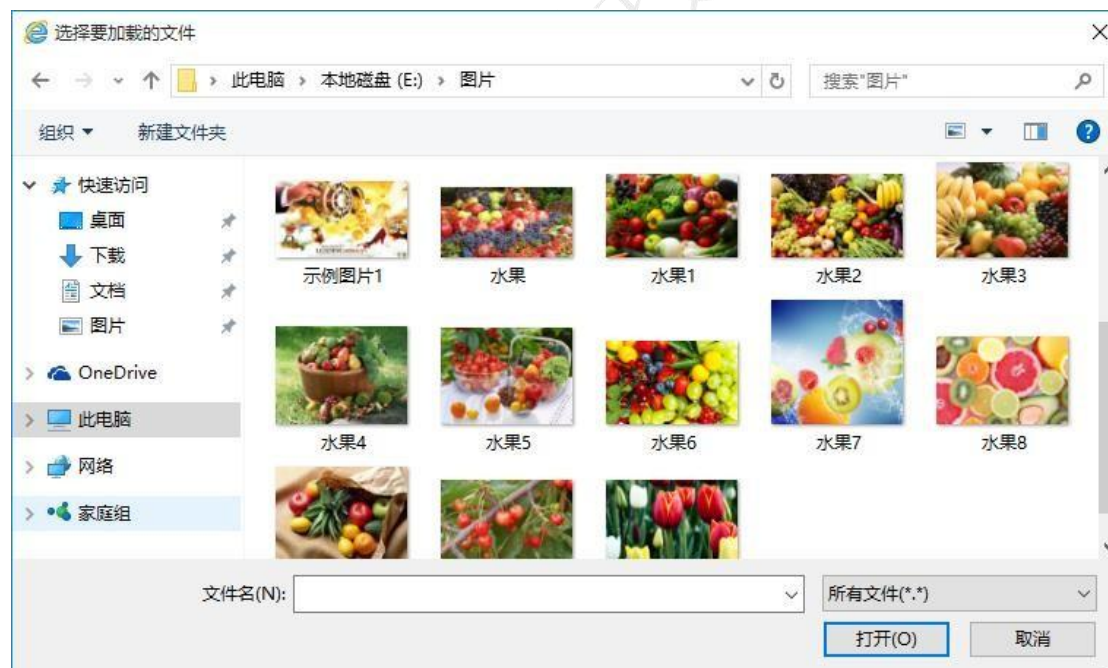 选择要加载的文件
此电脑 › 本地磁盘 (E:) › 图片
搜索"图片"
组织
新建文件夹
快速访问
桌面
下载
文档
图片
OneDrive
此电脑
网络
家庭组
示例图片1
水果
水果1
水果2
水果3
水果4
水果5
水果6
水果7
水果8
文件名(N):
所有文件(*.*)
打开(O)
取消